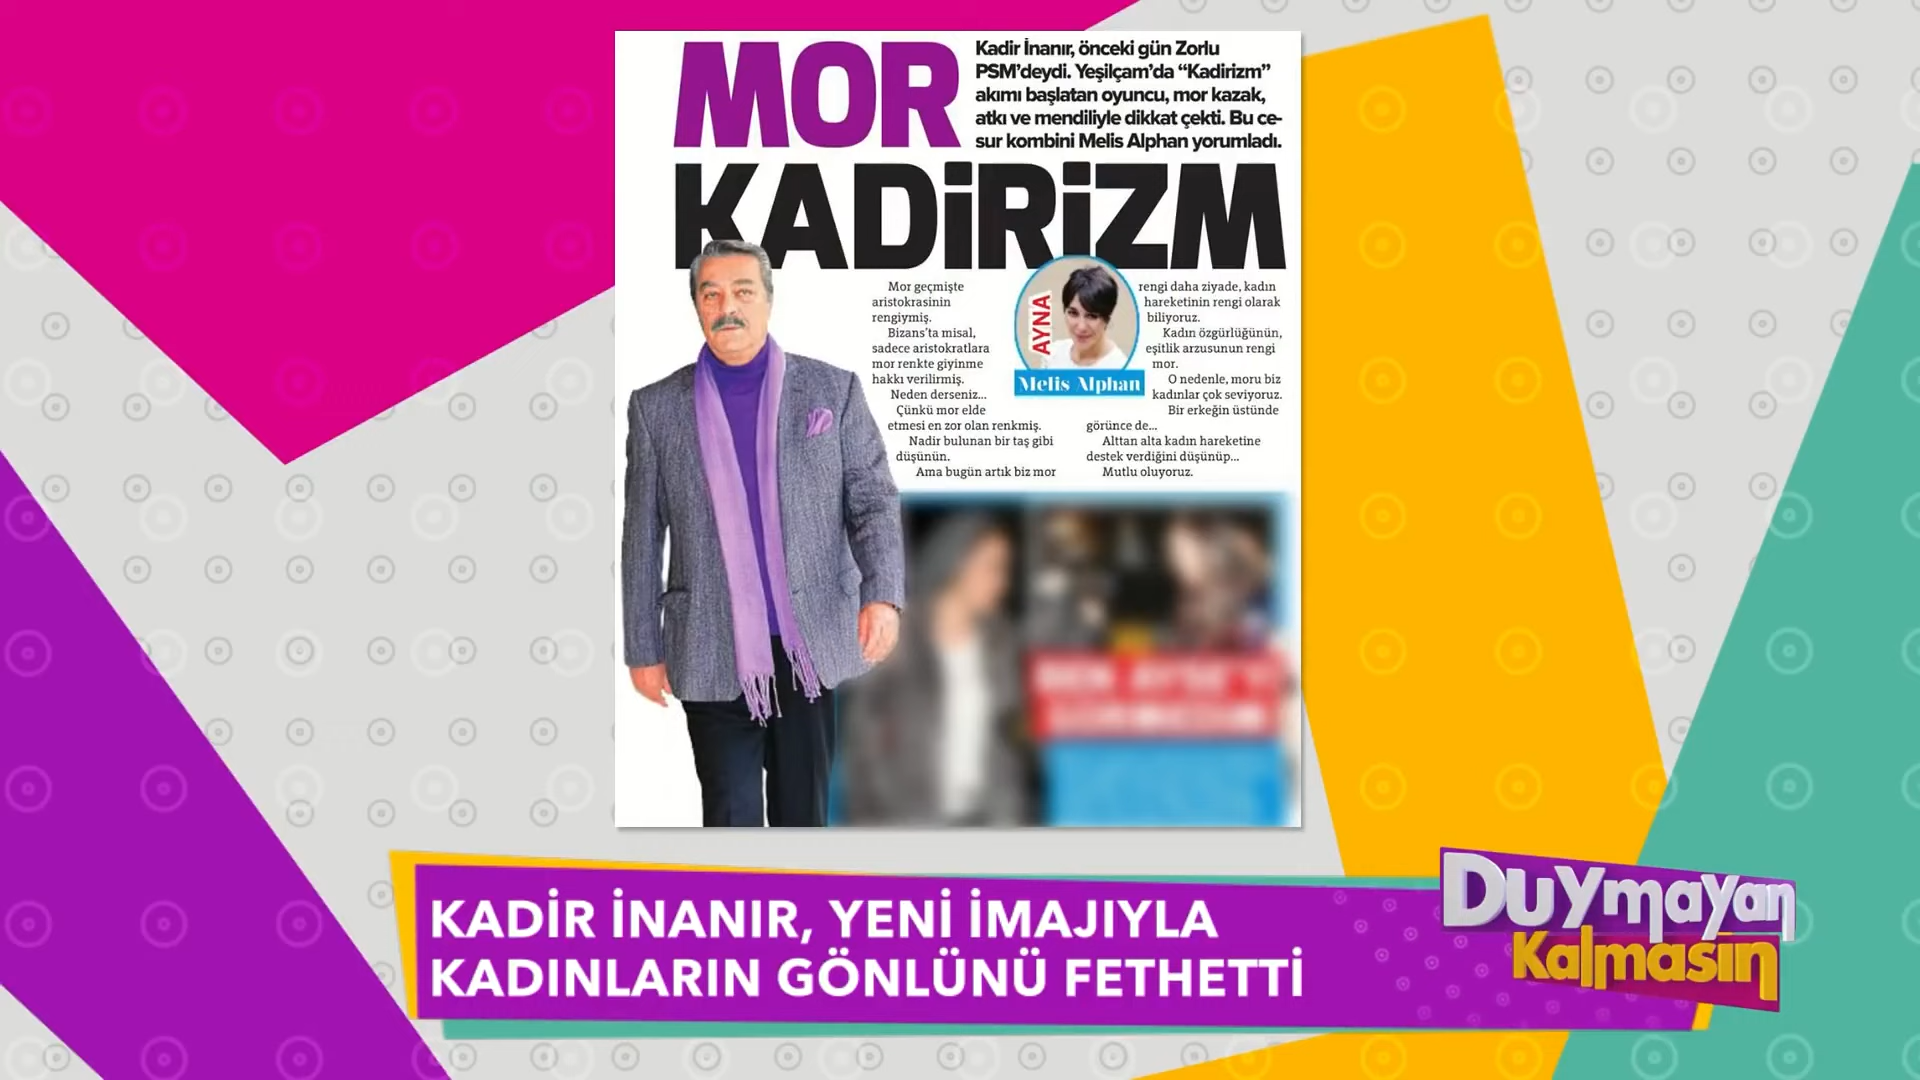 MOR
KADİRİZM
Kadir İnanır, önceki gün Zorlu
PSM’deydi. Yeşilçam’da “Kadirizm”
akımı başlatan oyuncu, mor kazak,
atkı ve mendiliyle dikkat çekti. Bu ce-
sur kombini Melis Alphan yorumladı.
Mor geçmişte
aristokrasinin
rengiymiş.
Bizans’ta misal,
sadece aristokratlara
mor renkte giyinme
hakkı verilirmiş.
Neden derseniz...
Çünkü mor elde
etmesi en zor olan renkmiş.
Nadir bulunan bir taş gibi
düşünün.
Ama bugün artık biz mor
AYNA
Melis Alphan
rengi daha ziyade, kadın
hareketinin rengi olarak
biliyoruz.
Kadın özgürlüğünün,
eşitlik arzusunun rengi
mor.
O nedenle, moru biz
kadınlar çok seviyoruz.
Bir erkeğin üstünde
görünce de...
Alttan alta kadın hareketine
destek verdiğini düşünüp...
Mutlu oluyoruz.
KADİR İNANIR, YENİ İMAJIYLA
KADINLARIN GÖNLÜNÜ FETHETTİ
Duymayan
Kalmasın